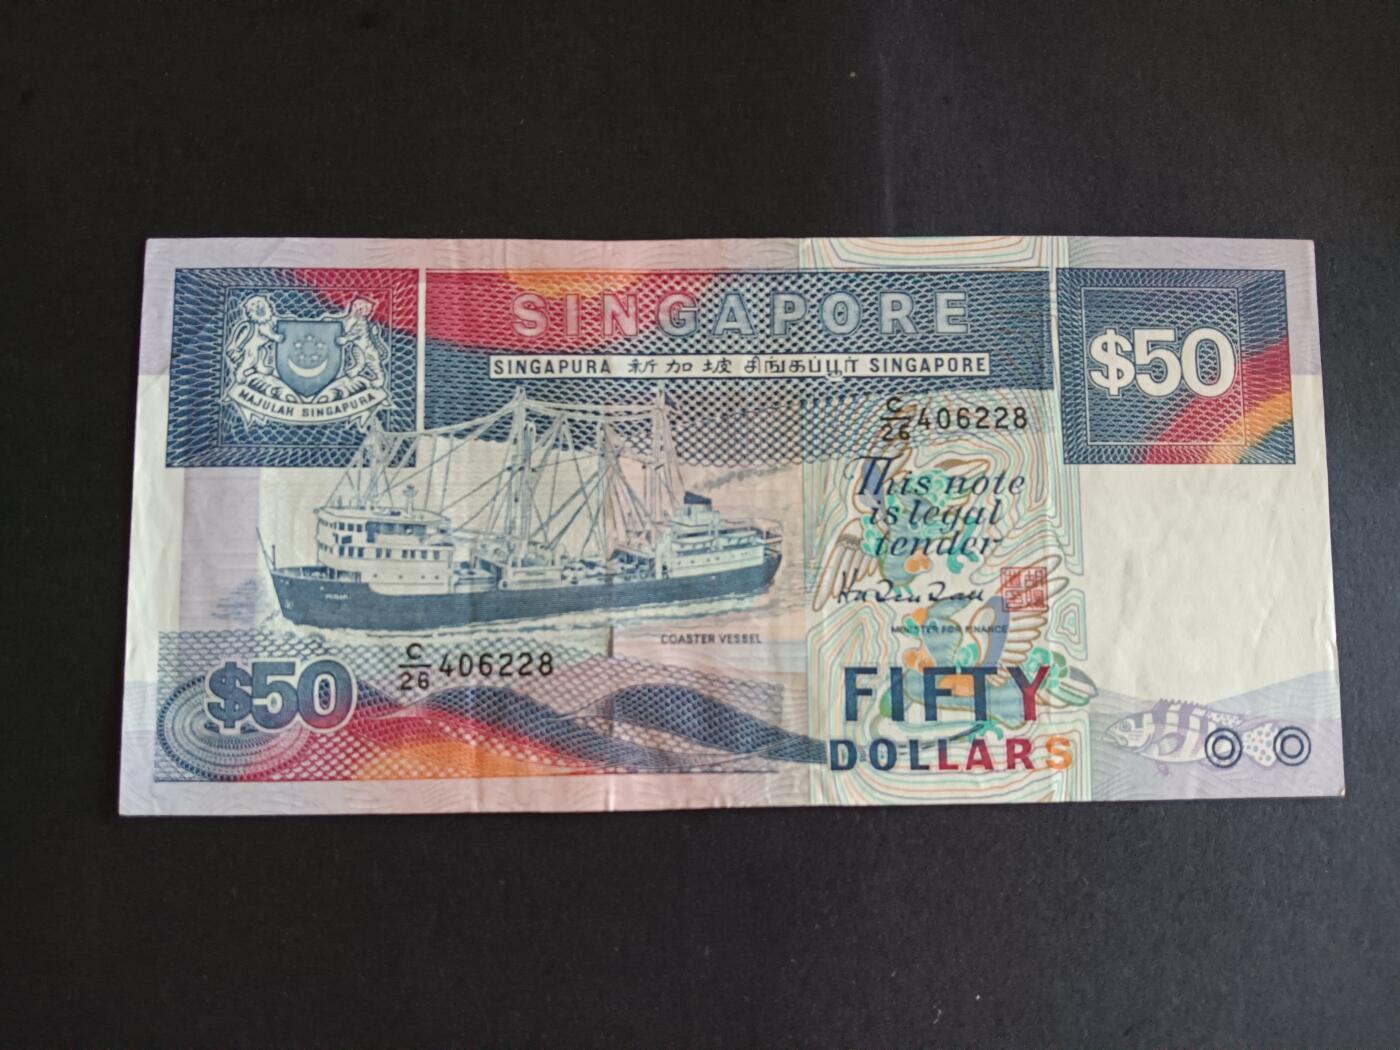 SINGAPORE
SINGAPURA 新加坡 சிங்கப்பூர் SINGAPORE
MAJULAH SINGAPURA
$50
C/26 406228
This note
is legal
tender
MINISTER FOR FINANCE
COASTER VESSEL
$50
C/26 406228
FIFTY
DOLLARS